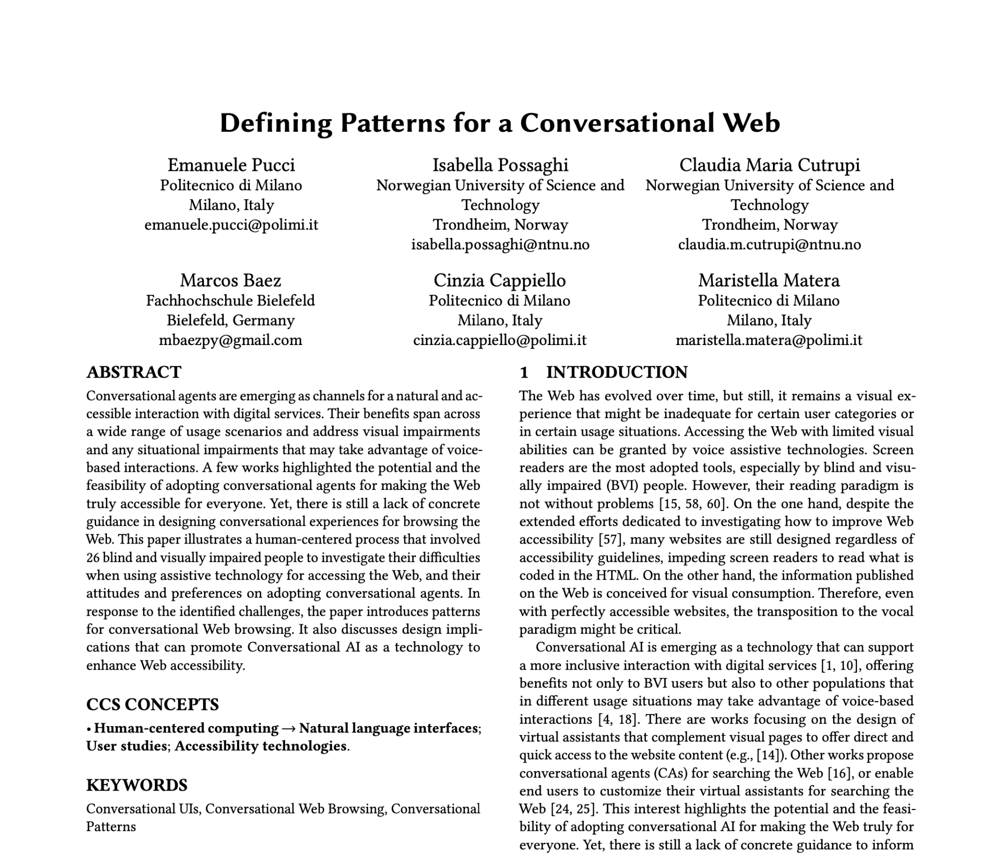 Defining Patterns for a Conversational Web
Emanuele Pucci
Politecnico di Milano
Milano, Italy
emanuele.pucci@polimi.it
Isabella Possaghi
Norwegian University of Science and
Technology
Trondheim, Norway
isabella.possaghi@ntnu.no
Claudia Maria Cutrupi
Norwegian University of Science and
Technology
Trondheim, Norway
claudia.m.cutrupi@ntnu.no
Marcos Baez
Fachhochschule Bielefeld
Bielefeld, Germany
mbaezpy@gmail.com
Cinzia Cappiello
Politecnico di Milano
Milano, Italy
cinzia.cappiello@polimi.it
Maristella Matera
Politecnico di Milano
Milano, Italy
maristella.matera@polimi.it
ABSTRACT
Conversational agents are emerging as channels for a natural and ac-
cessible interaction with digital services. Their benefits span across
a wide range of usage scenarios and address visual impairments
and any situational impairments that may take advantage of voice-
based interactions. A few works highlighted the potential and the
feasibility of adopting conversational agents for making the Web
truly accessible for everyone. Yet, there is still a lack of concrete
guidance in designing conversational experiences for browsing the
Web. This paper illustrates a human-centered process that involved
26 blind and visually impaired people to investigate their difficulties
when using assistive technology for accessing the Web, and their
attitudes and preferences on adopting conversational agents. In
response to the identified challenges, the paper introduces patterns
for conversational Web browsing. It also discusses design impli-
cations that can promote Conversational AI as a technology to
enhance Web accessibility.
CCS CONCEPTS
• Human-centered computing → Natural language interfaces;
User studies; Accessibility technologies.
KEYWORDS
Conversational UIs, Conversational Web Browsing, Conversational
Patterns
1 INTRODUCTION
The Web has evolved over time, but still, it remains a visual ex-
perience that might be inadequate for certain user categories or
in certain usage situations. Accessing the Web with limited visual
abilities can be granted by voice assistive technologies. Screen
readers are the most adopted tools, especially by blind and visu-
ally impaired (BVI) people. However, their reading paradigm is
not without problems [15, 58, 60]. On the one hand, despite the
extended efforts dedicated to investigating how to improve Web
accessibility [57], many websites are still designed regardless of
accessibility guidelines, impeding screen readers to read what is
coded in the HTML. On the other hand, the information published
on the Web is conceived for visual consumption. Therefore, even
with perfectly accessible websites, the transposition to the vocal
paradigm might be critical.
Conversational AI is emerging as a technology that can support
a more inclusive interaction with digital services [1, 10], offering
benefits not only to BVI users but also to other populations that
in different usage situations may take advantage of voice-based
interactions [4, 18]. There are works focusing on the design of
virtual assistants that complement visual pages to offer direct and
quick access to the website content (e.g., [14]). Other works propose
conversational agents (CAs) for searching the Web [16], or enable
end users to customize their virtual assistants for searching the
Web [24, 25]. This interest highlights the potential and the feasi-
bility of adopting conversational AI for making the Web truly for
everyone. Yet, there is still a lack of concrete guidance to inform